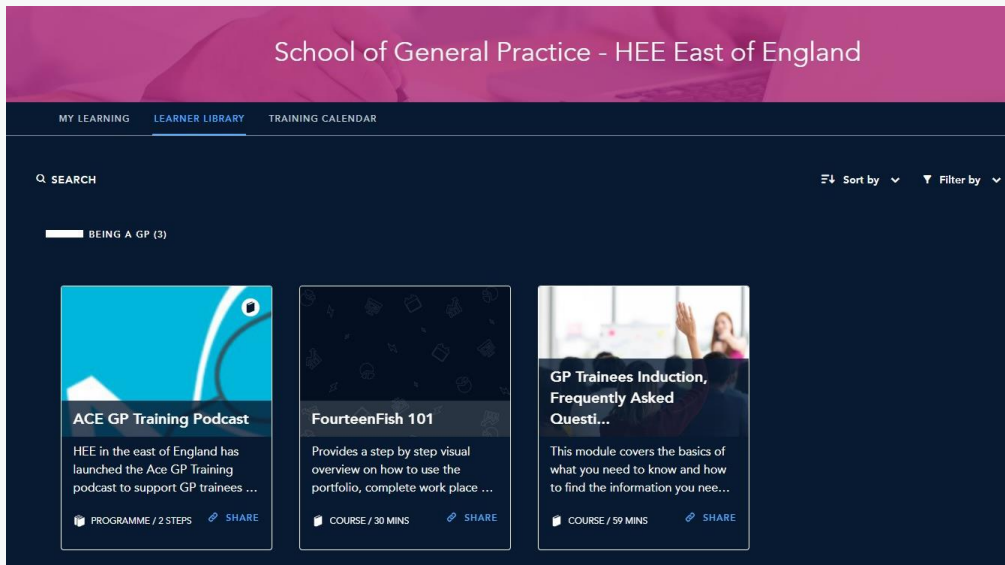 School of General Practice - HEE East of England
MY LEARNING LEARNER LIBRARY TRAINING CALENDAR
SEARCH Sort by Filter by
BEING A GP (3)
ACE GP Training Podcast
HEE in the east of England has
launched the Ace GP Training
podcast to support GP trainees ...
PROGRAMME / 2 STEPS SHARE
FourteenFish 101
Provides a step by step visual
overview on how to use the
portfolio, complete work place ...
COURSE / 30 MINS SHARE
GP Trainees Induction,
Frequently Asked
Questi...
This module covers the basics of
what you need to know and how
to find the information you nee...
COURSE / 59 MINS SHARE